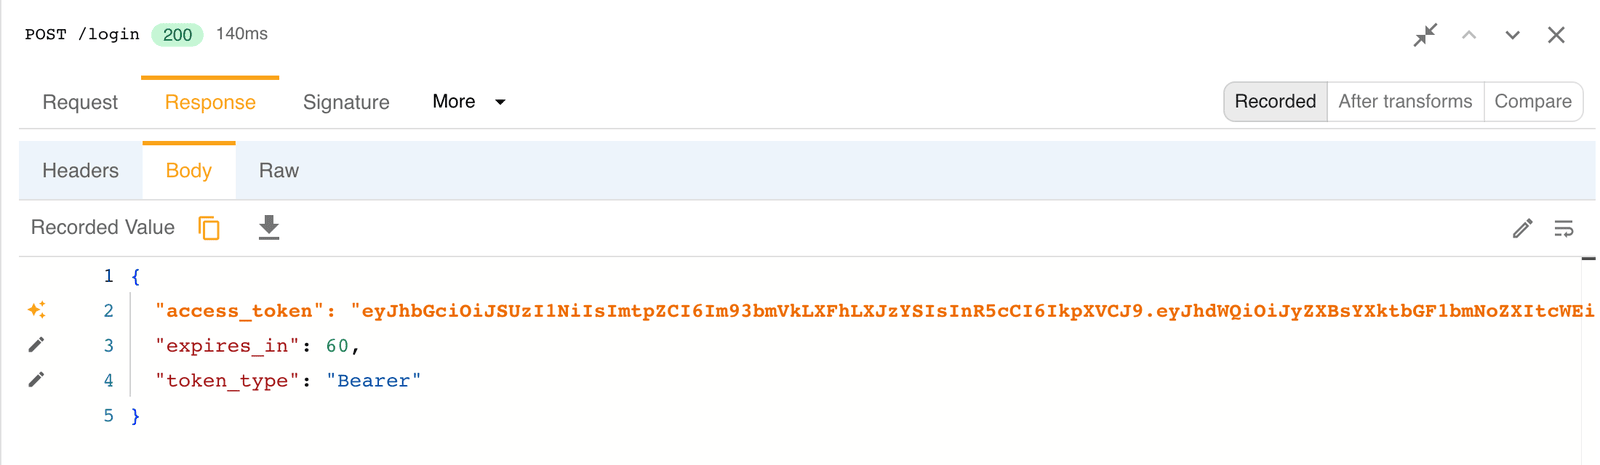 POST /login 200 140ms
Request Response Signature More Recorded After transforms Compare
Headers Body Raw
Recorded Value
1 {
2 "access_token": "eyJhbGciOiJSUzI1NiIsImtpZCI6Im93bmVkLXFhLXJzYSIsInR5cCI6IkpXVCJ9.eyJhdWQiOiJyZXBsYXktbGF1bmNoZXItcWEi
3 "expires_in": 60,
4 "token_type": "Bearer"
5 }